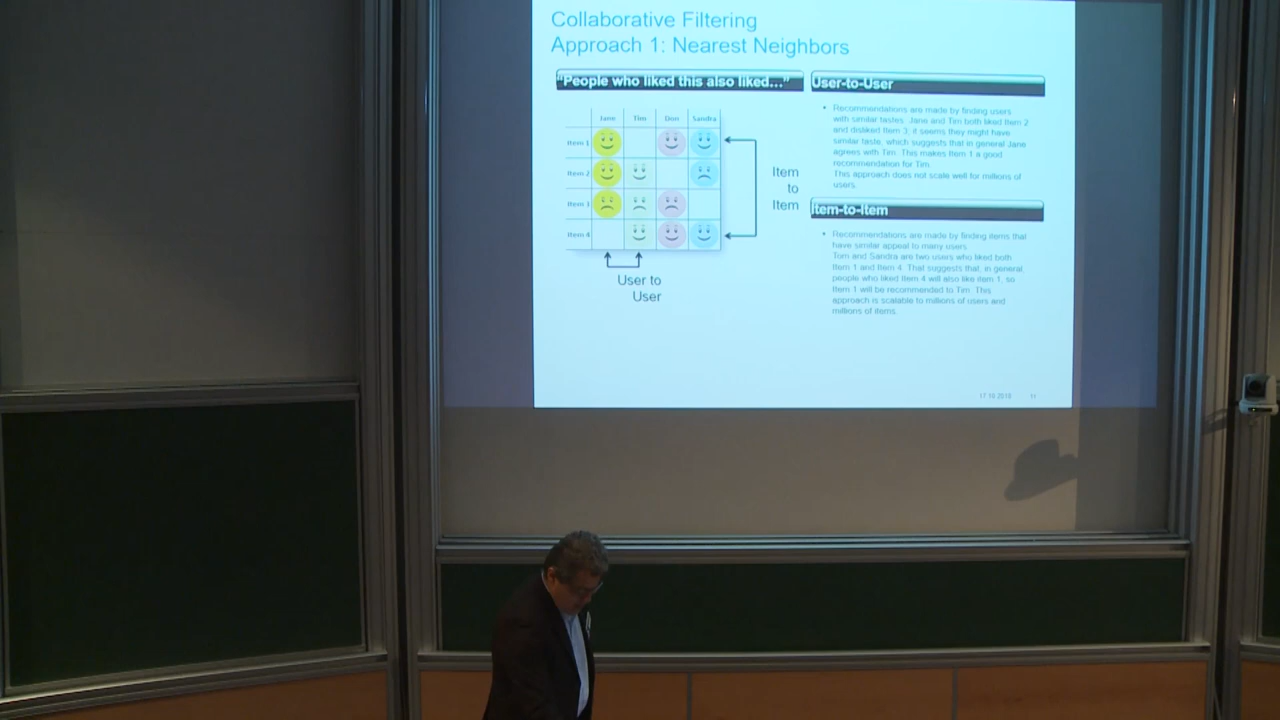 Collaborative Filtering
Approach 1: Nearest Neighbors
"People who liked this also liked..."
Jane Tim Don Sandra
Item 1
Item 2
Item 3
Item 4
Item
to
Item
User to
User
User-to-User
• Recommendations are made by finding users
with similar tastes. Jane and Tim both liked Item 2
and disliked Item 3; it seems they might have
similar taste, which suggests that in general Jane
agrees with Tim. This makes Item 1 a good
recommendation for Tim.
This approach does not scale well for millions of
users.
Item-to-Item
• Recommendations are made by finding items that
have similar appeal to many users.
Tom and Sandra are two users who liked both
Item 1 and Item 4. That suggests that, in general,
people who liked Item 4 will also like item 1, so
Item 1 will be recommended to Tim. This
approach is scalable to millions of users and
millions of items.
17 10 2018 11